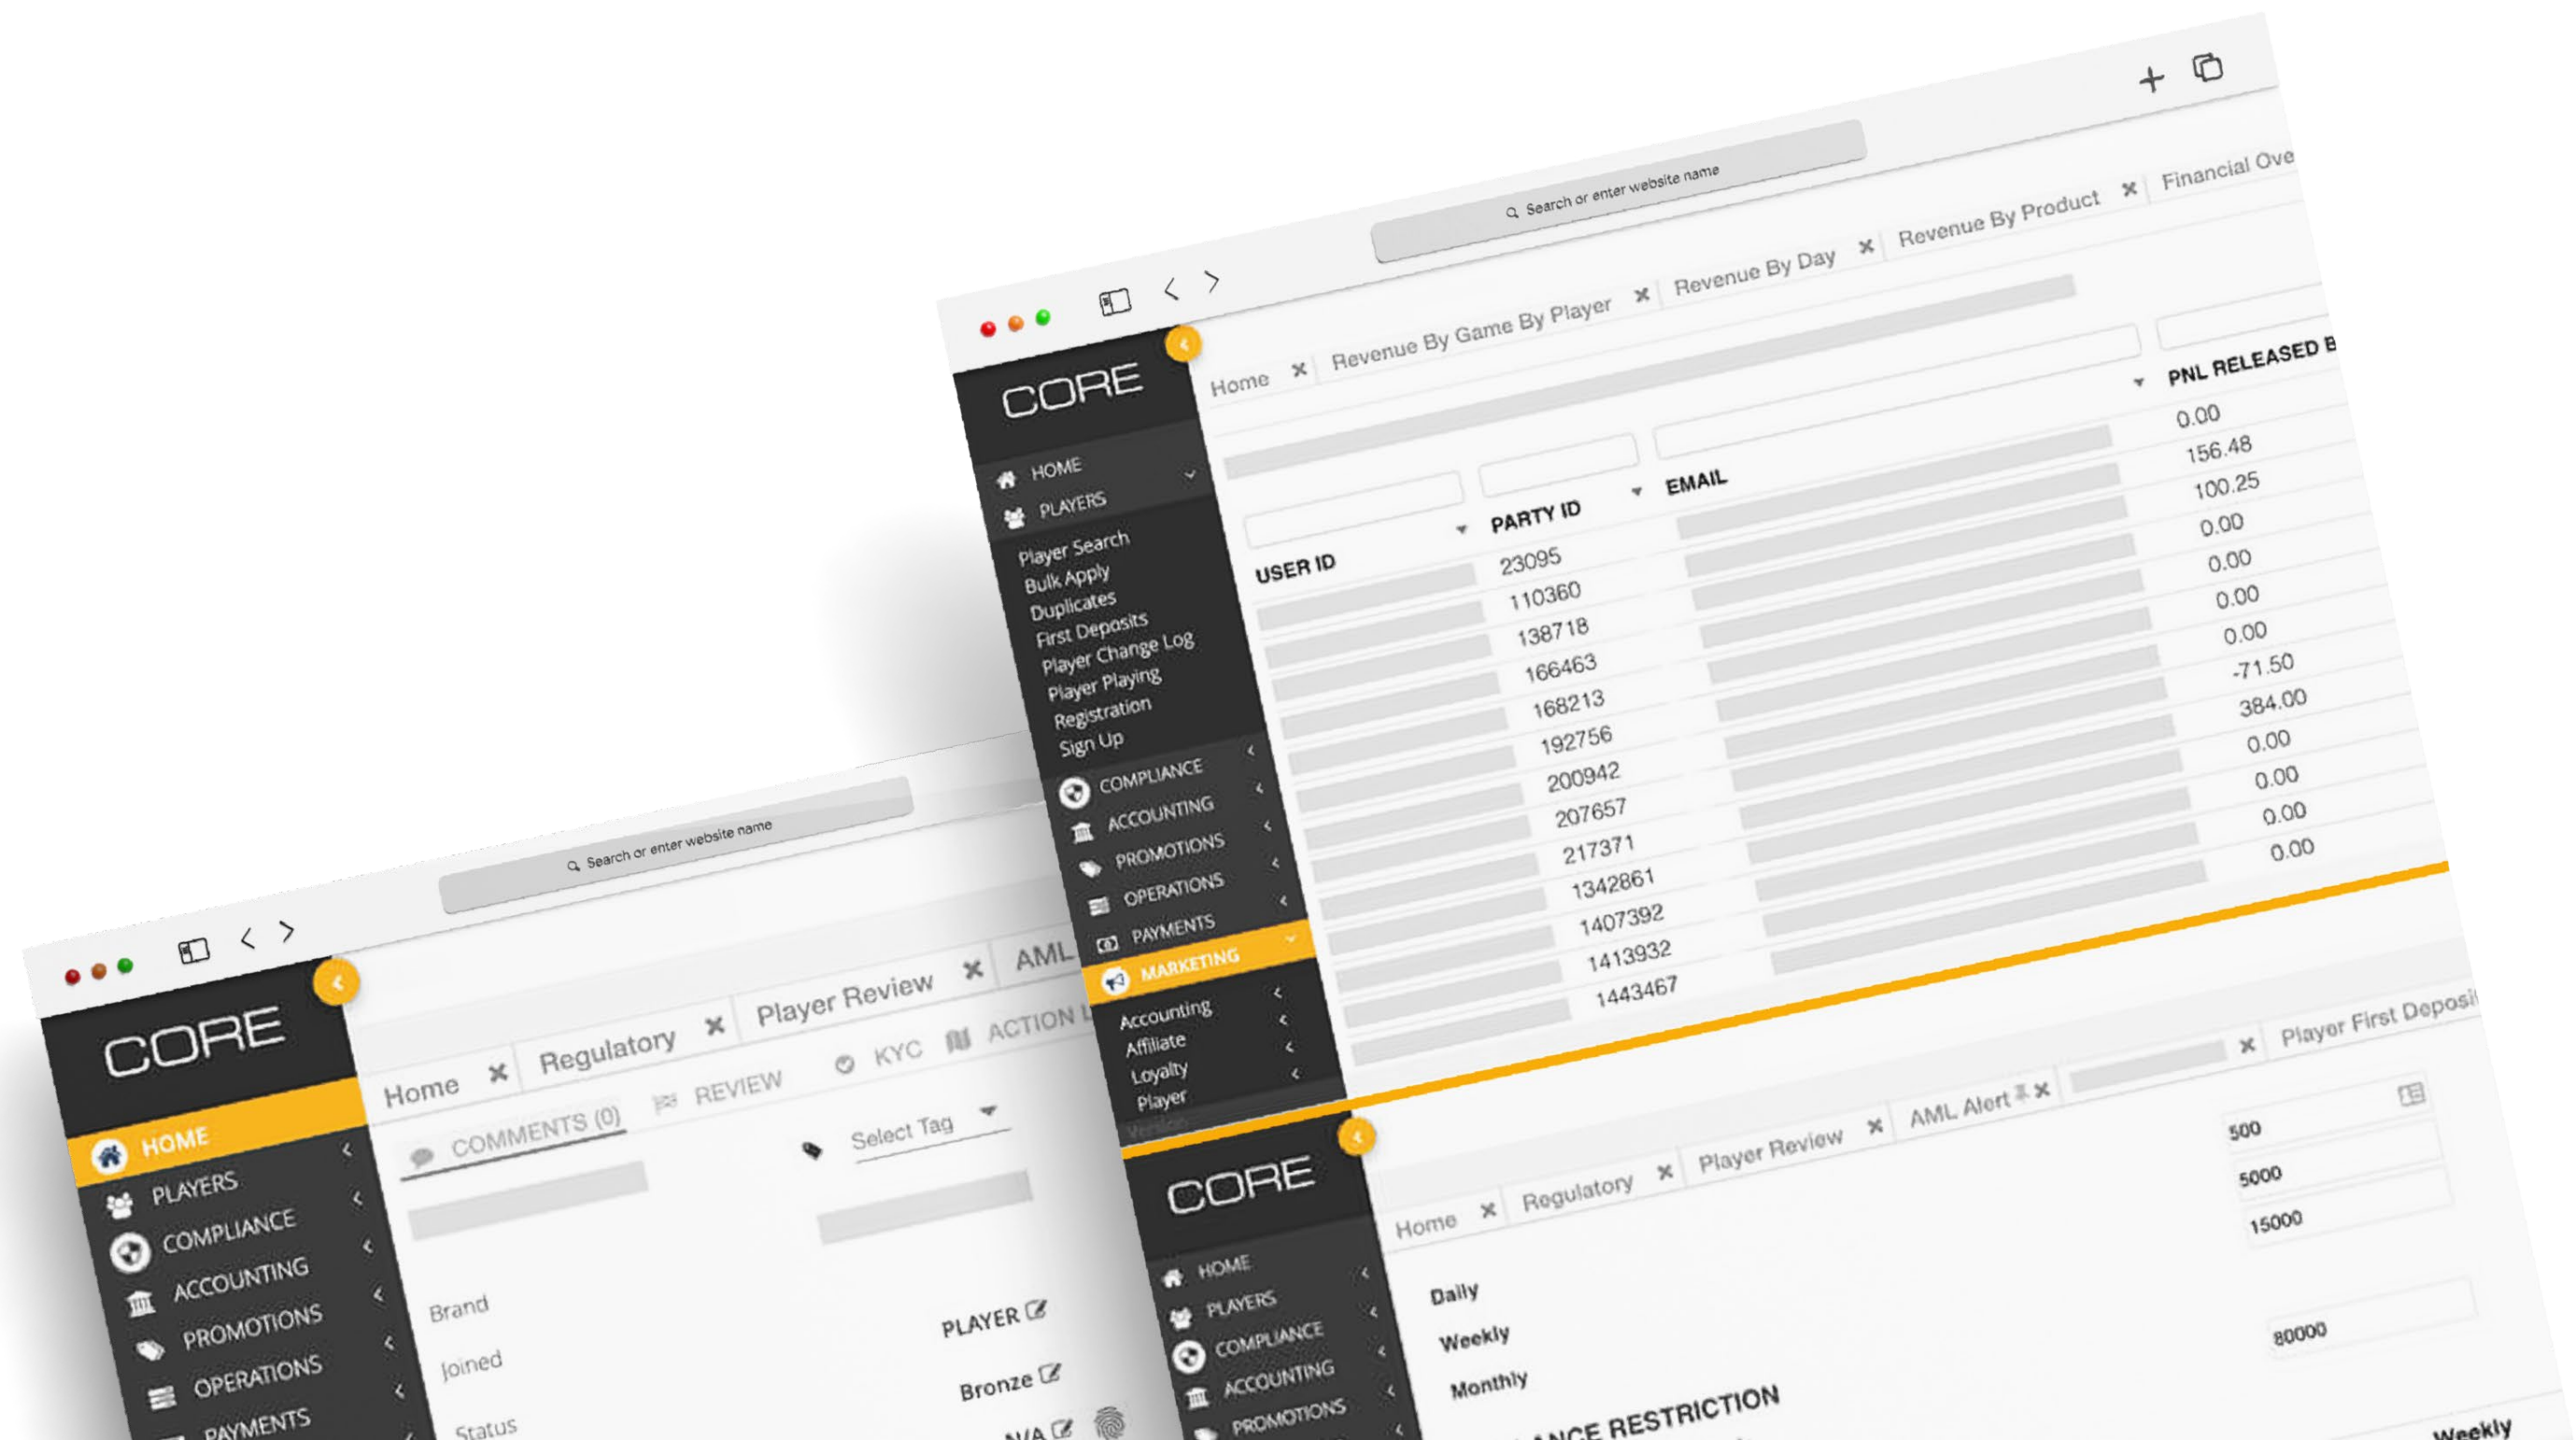 Search or enter website name
Home Revenue By Game By Player Revenue By Day Revenue By Product Financial Ove
CORE
HOME
PLAYERS
Player Search
Bulk Apply
Duplicates
First Deposits
Player Change Log
Player Playing
Registration
Sign Up
COMPLIANCE
ACCOUNTING
PROMOTIONS
OPERATIONS
PAYMENTS
MARKETING
Accounting
Affiliate
Loyalty
Player
Version
USER ID PARTY ID EMAIL PNL RELEASED B
23095 0.00
110360 156.48
138718 100.25
166463 0.00
168213 0.00
192756 0.00
200942 0.00
207657 -71.50
217371 384.00
1342861 0.00
1407392 0.00
1413932 0.00
1443467 0.00
Search or enter website name
CORE
HOME
PLAYERS
COMPLIANCE
ACCOUNTING
PROMOTIONS
OPERATIONS
PAYMENTS
Home Regulatory Player Review AML
COMMENTS (0) REVIEW KYC ACTION L
Select Tag
Brand PLAYER
Joined Bronze
Status N/A
CORE
HOME
PLAYERS
COMPLIANCE
ACCOUNTING
PROMOTIONS
Home Regulatory Player Review AML Alert Player First Deposi
Daily 500
Weekly 5000
Monthly 15000
80000
ANCE RESTRICTION
Weekly